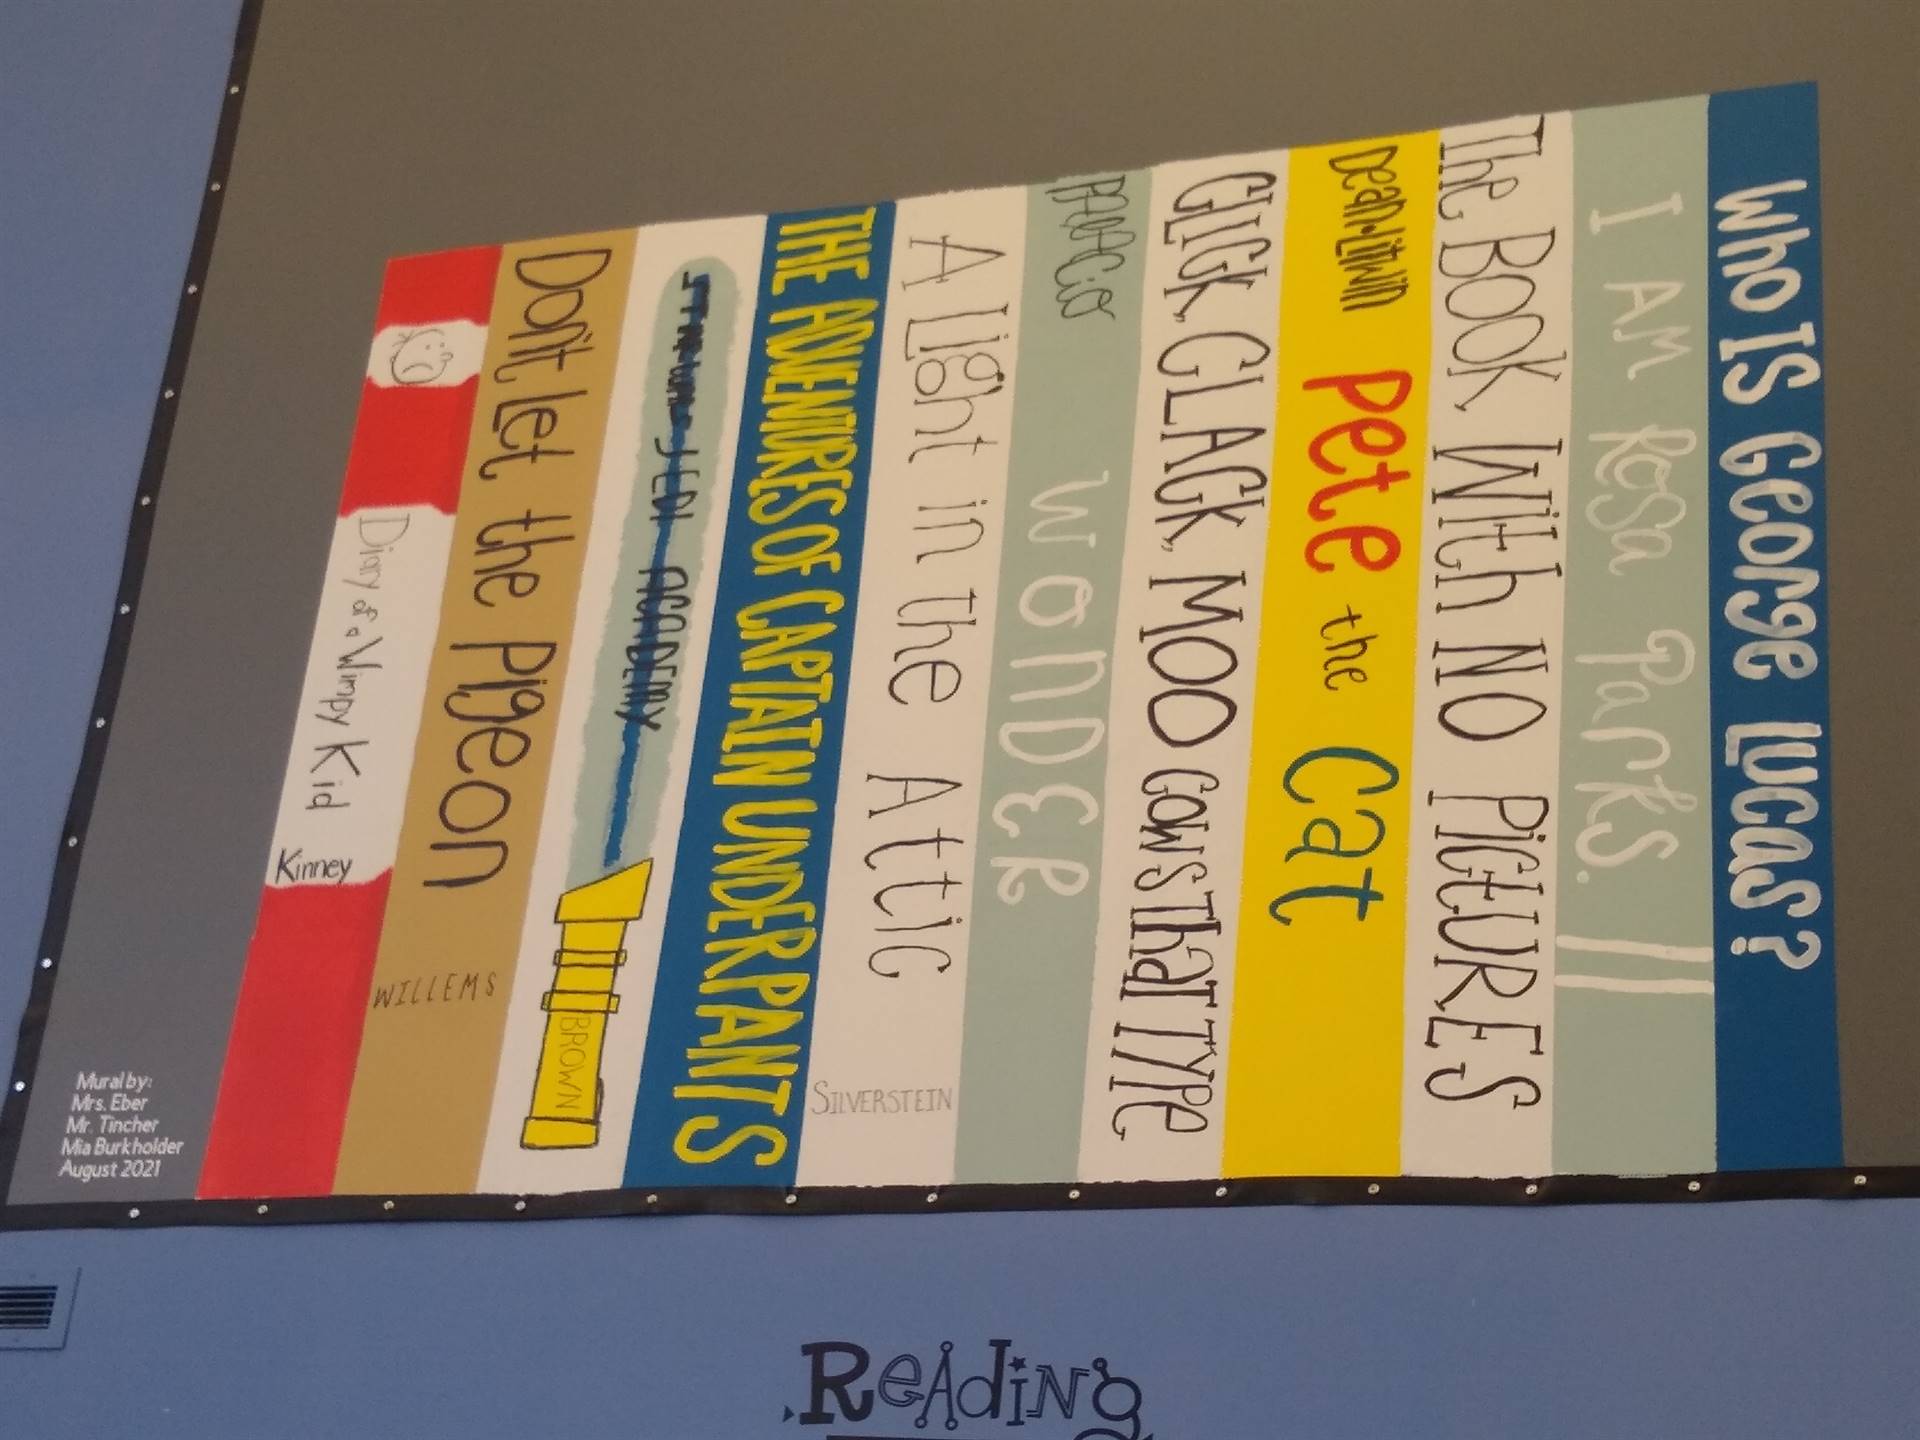 Diary of a Wimpy Kid
Kinney
Don't Let the Pigeon
WILLEMS
STAR WARS JEDI ACADEMY
BROWN
THE ADVENTURES OF CAPTAIN UNDERPANTS
A Light in the Attic
SILVERSTEIN
PALACIO
WONDER
CLICK, CLACK, MOO COWS That TYPE
Dean·Litwin Pete the Cat
The BOOK With NO PICTURES
I AM Rosa Parks
Who IS George Lucas?
Mural by:
Mrs. Eber
Mr. Tincher
Mia Burkholder
August 2021
Reading